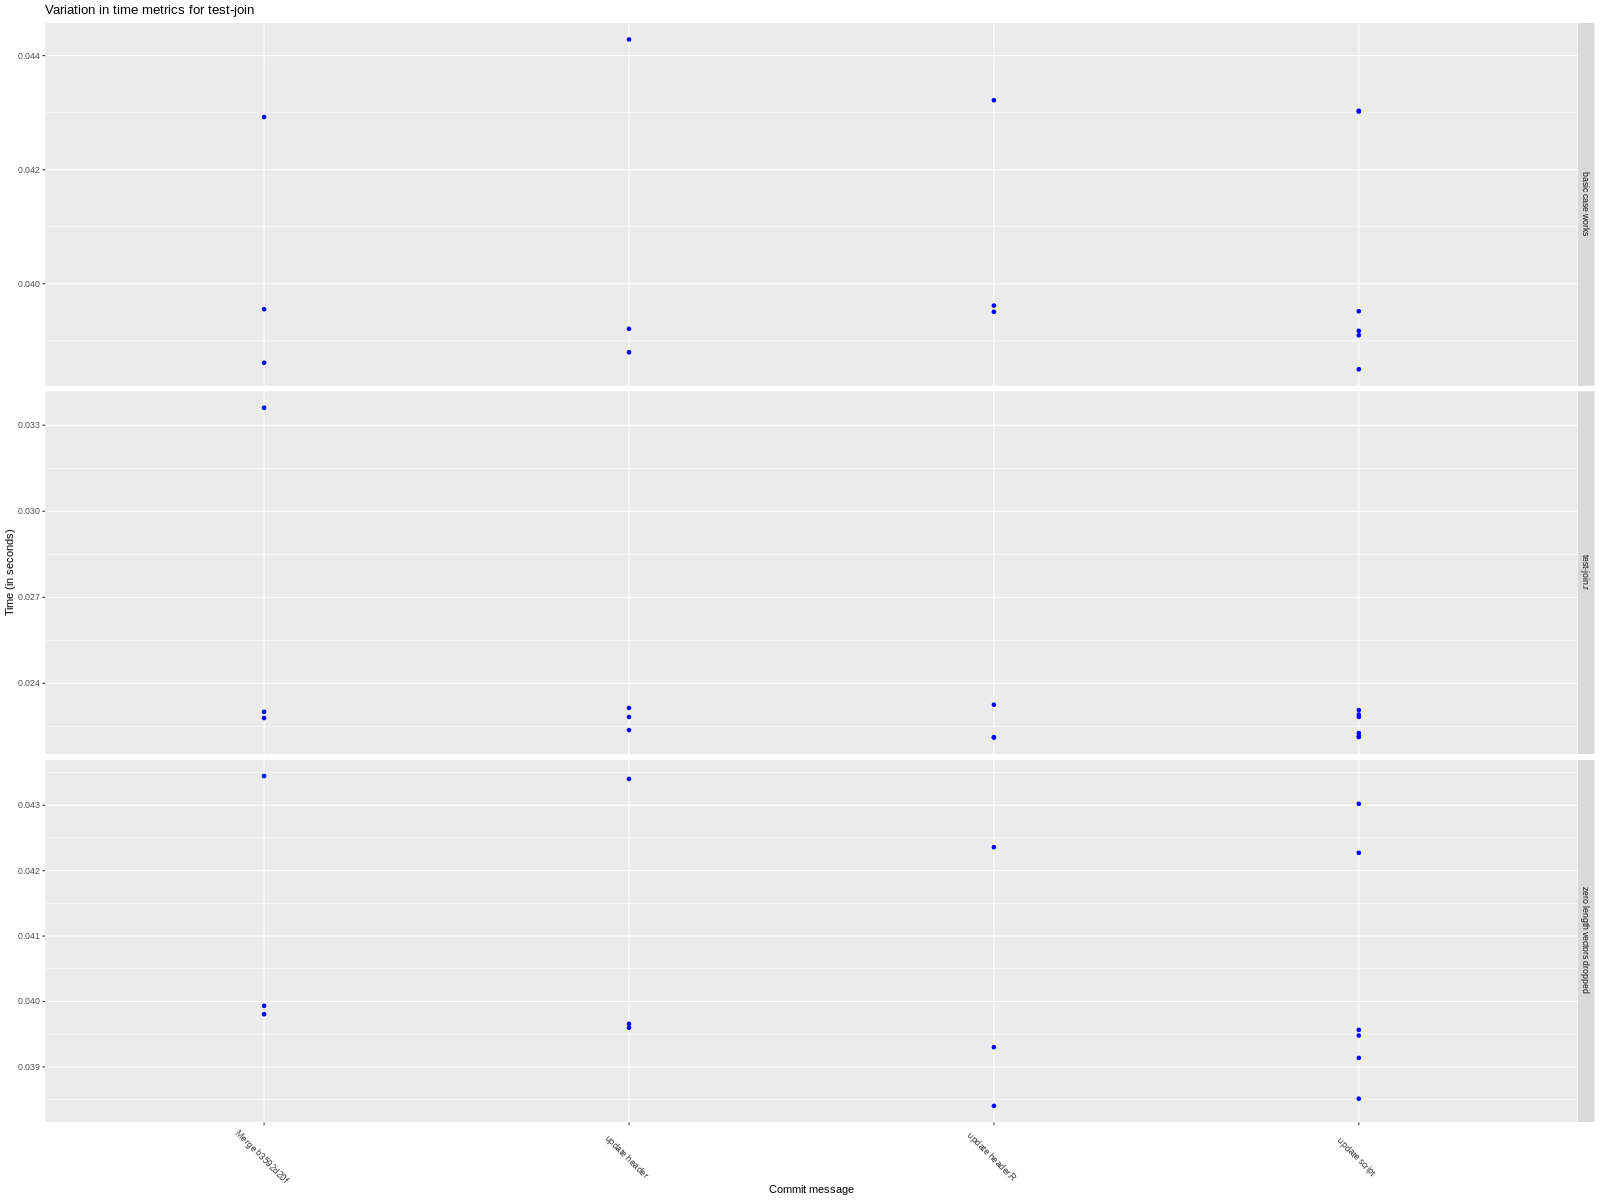 Variation in time metrics for test-join
0.044
0.042
0.040
basic case works
0.033
0.030
0.027
0.024
test-join.r
0.043
0.042
0.041
0.040
0.039
zero length vectors dropped
Time (in seconds)
Merge b3592d20f
update header
update header.R
update script
Commit message